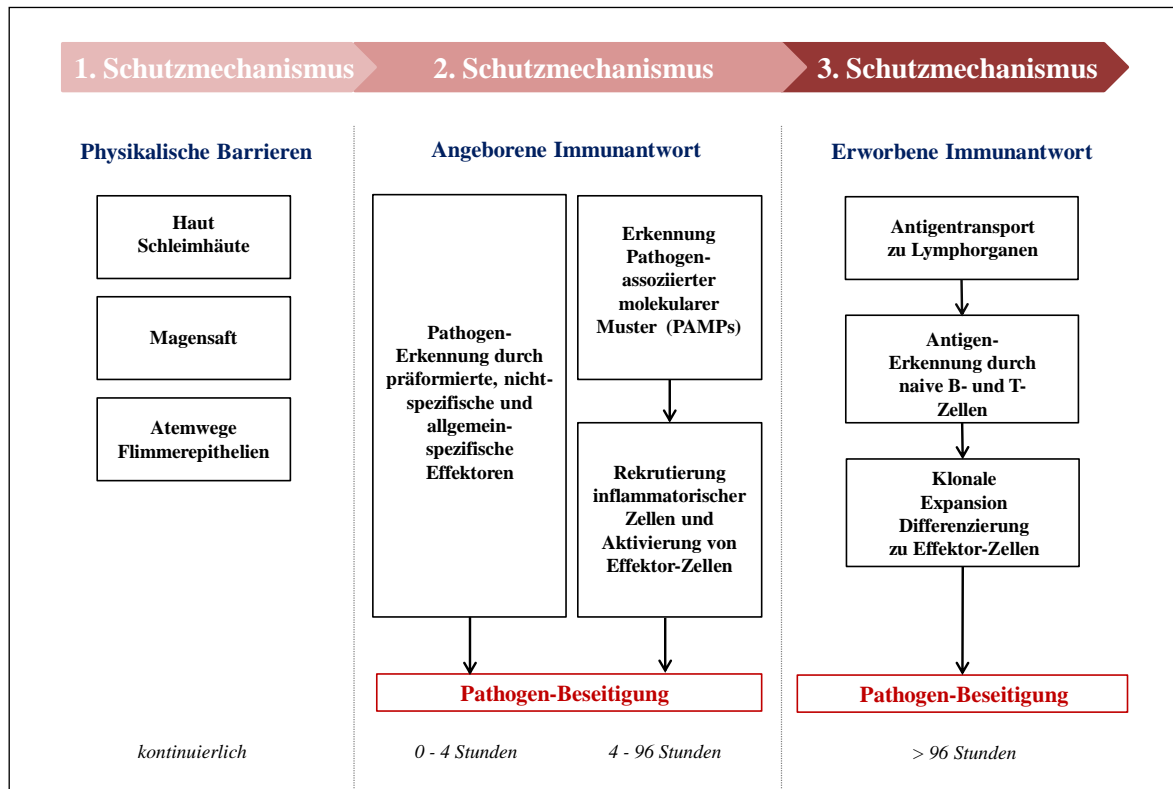 1. Schutzmechanismus
2. Schutzmechanismus
3. Schutzmechanismus
Physikalische Barrieren
Haut
Schleimhäute
Magensaft
Atemwege
Flimmerepithelien
kontinuierlich
Angeborene Immunantwort
Pathogen-
Erkennung durch
präformierte, nicht-
spezifische und
allgemein-
spezifische
Effektoren
Erkennung
Pathogen-
assoziierter
molekularer
Muster (PAMPs)
Rekrutierung
inflammatorischer
Zellen und
Aktivierung von
Effektor-Zellen
Pathogen-Beseitigung
0 - 4 Stunden
4 - 96 Stunden
Erworbene Immunantwort
Antigentransport
zu Lymphorganen
Antigen-
Erkennung durch
naive B- und T-
Zellen
Klonale
Expansion
Differenzierung
zu Effektor-Zellen
Pathogen-Beseitigung
> 96 Stunden